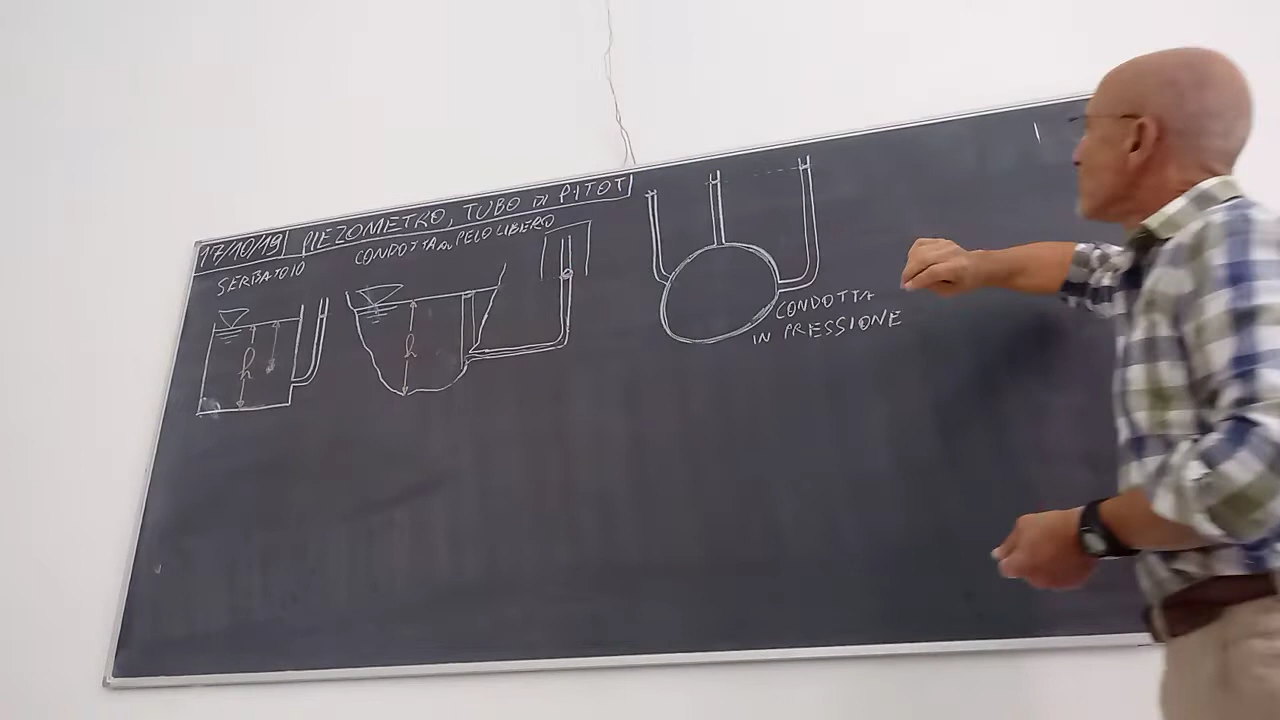 17/10/19 PIEZOMETRO, TUBO DI PITOT
SERBATOIO
CONDOTTA A PELO LIBERO
h
h
CONDOTTA
IN PRESSIONE